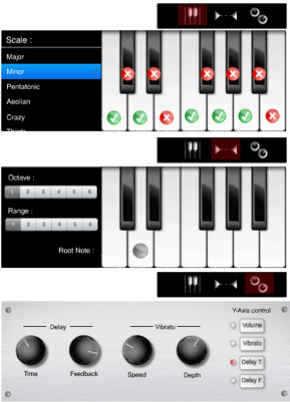 Scale :
Major
Minor
Pentatonic
Aeolian
Crazy
Thirds
Octave :
1 2 3 4 5 6
Range :
1 2 3 4 5 6
Root Note :
Y-Axis control
Delay
Vibrato
Volume
Vibrato
Delay T.
Delay F.
Time
Feedback
Speed
Depth